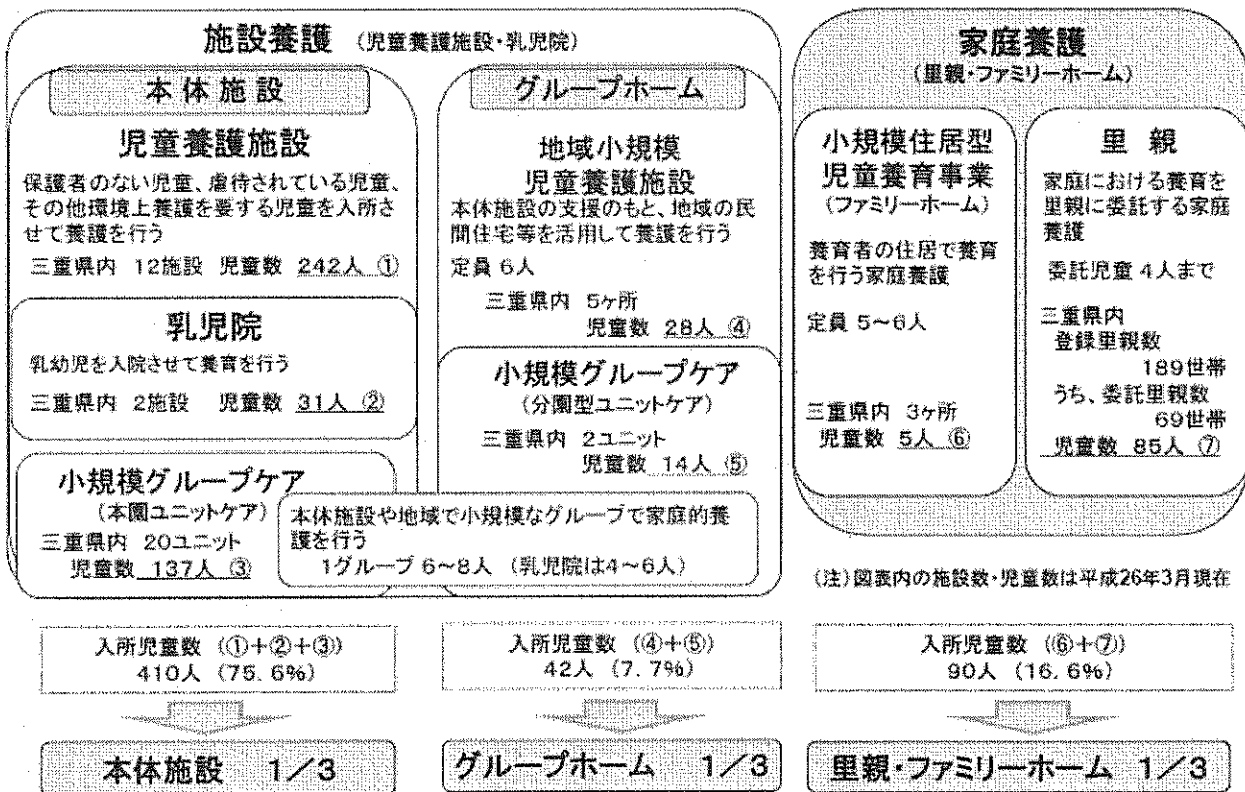 施設養護 (児童養護施設・乳児院)
本体施設
児童養護施設
保護者のない児童、虐待されている児童、
その他環境上養護を要する児童を入所さ
せて養護を行う
三重県内 12施設 児童数 242人 ①
乳児院
乳幼児を入院させて養育を行う
三重県内 2施設 児童数 31人 ②
小規模グループケア
(本園ユニットケア)
三重県内 20ユニット
児童数 137人 ③
グループホーム
地域小規模
児童養護施設
本体施設の支援のもと、地域の民
間住宅等を活用して養護を行う
定員 6人
三重県内 5ヶ所
児童数 28人 ④
小規模グループケア
(分園型ユニットケア)
三重県内 2ユニット
児童数 14人 ⑤
本体施設や地域で小規模なグループで家庭的養
護を行う
1グループ 6~8人 (乳児院は4~6人)
家庭養護
(里親・ファミリーホーム)
小規模住居型
児童養育事業
(ファミリーホーム)
養育者の住居で養育
を行う家庭養護
定員 5~6人
三重県内 3ヶ所
児童数 5人 ⑥
里親
家庭における養育を
里親に委託する家庭
養護
委託児童 4人まで
三重県内
登録里親数
189世帯
うち、委託里親数
69世帯
児童数 85人 ⑦
(注)図表内の施設数・児童数は平成26年3月現在
入所児童数 (①+②+③)
410人 (75.6%)
入所児童数 (④+⑤)
42人 (7.7%)
入所児童数 (⑥+⑦)
90人 (16.6%)
本体施設 1/3
グループホーム 1/3
里親・ファミリーホーム 1/3